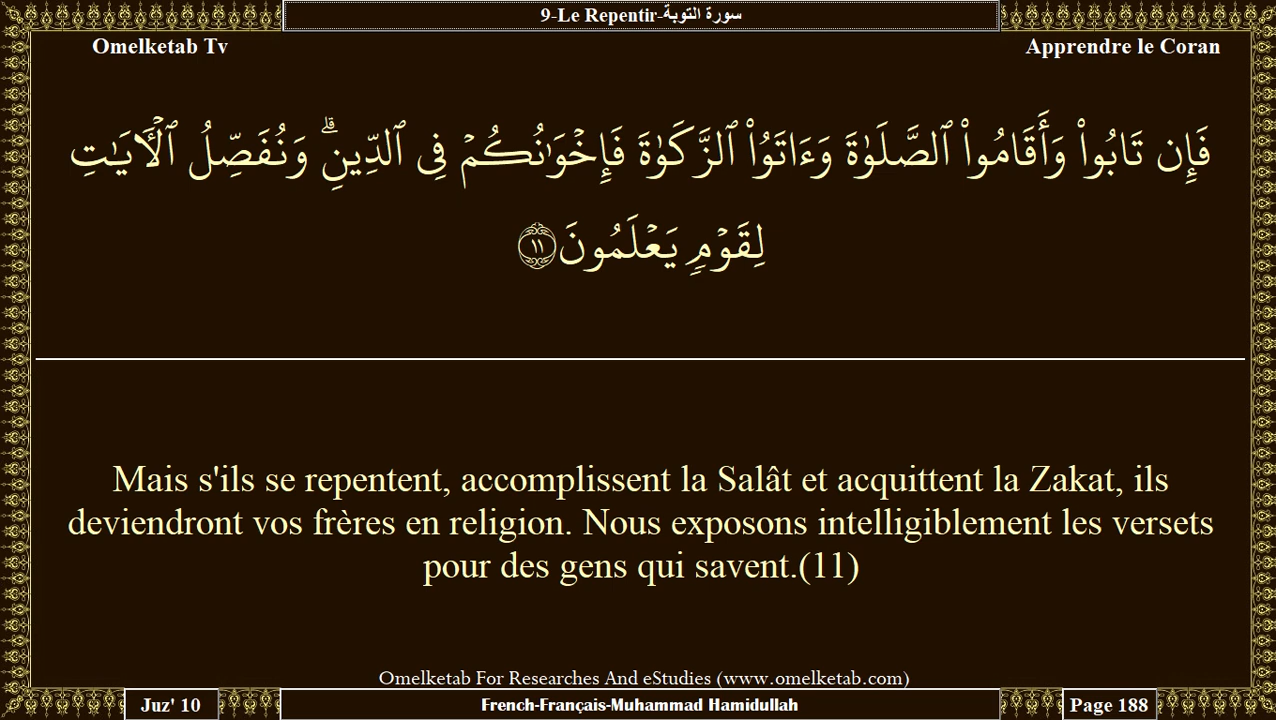 9-Le Repentir-سورة التوبة
Omelketab Tv
Apprendre le Coran
فَإِن تَابُوا۟ وَأَقَامُوا۟ ٱلصَّلَوٰةَ وَءَاتَوُا۟ ٱلزَّكَوٰةَ فَإِخْوَٰنُكُمْ فِى ٱلدِّينِ ۗ وَنُفَصِّلُ ٱلْـَٔايَـٰتِ
لِقَوْمٍۢ يَعْلَمُونَ ١١
Mais s'ils se repentent, accomplissent la Salât et acquittent la Zakat, ils
deviendront vos frères en religion. Nous exposons intelligiblement les versets
pour des gens qui savent.(11)
Omelketab For Researches And eStudies (www.omelketab.com)
Juz' 10
French-Français-Muhammad Hamidullah
Page 188